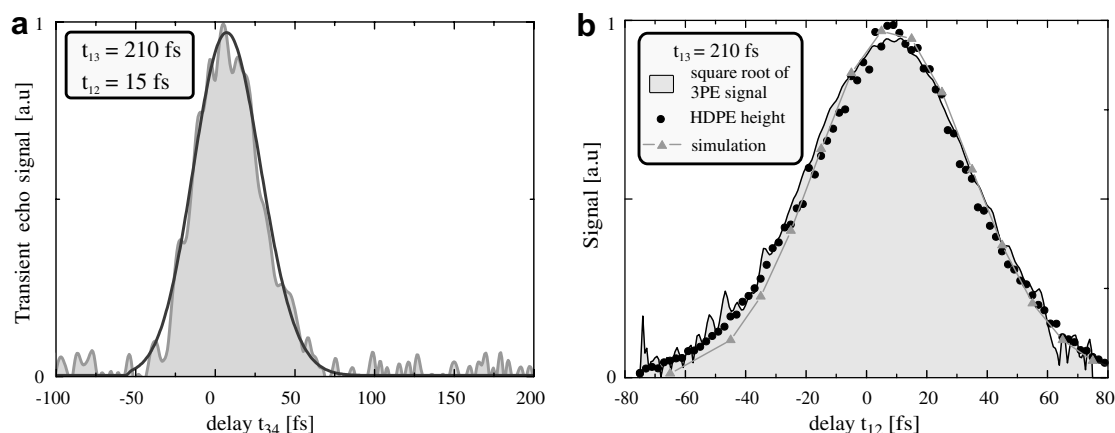 a
t₁₃ = 210 fs
t₁₂ = 15 fs
Transient echo signal [a.u]
1
0
-100 -50 0 50 100 150 200
delay t₃₄ [fs]
b
t₁₃ = 210 fs
square root of
3PE signal
HDPE height
simulation
Signal [a.u]
1
0
-80 -60 -40 -20 0 20 40 60 80
delay t₁₂ [fs]